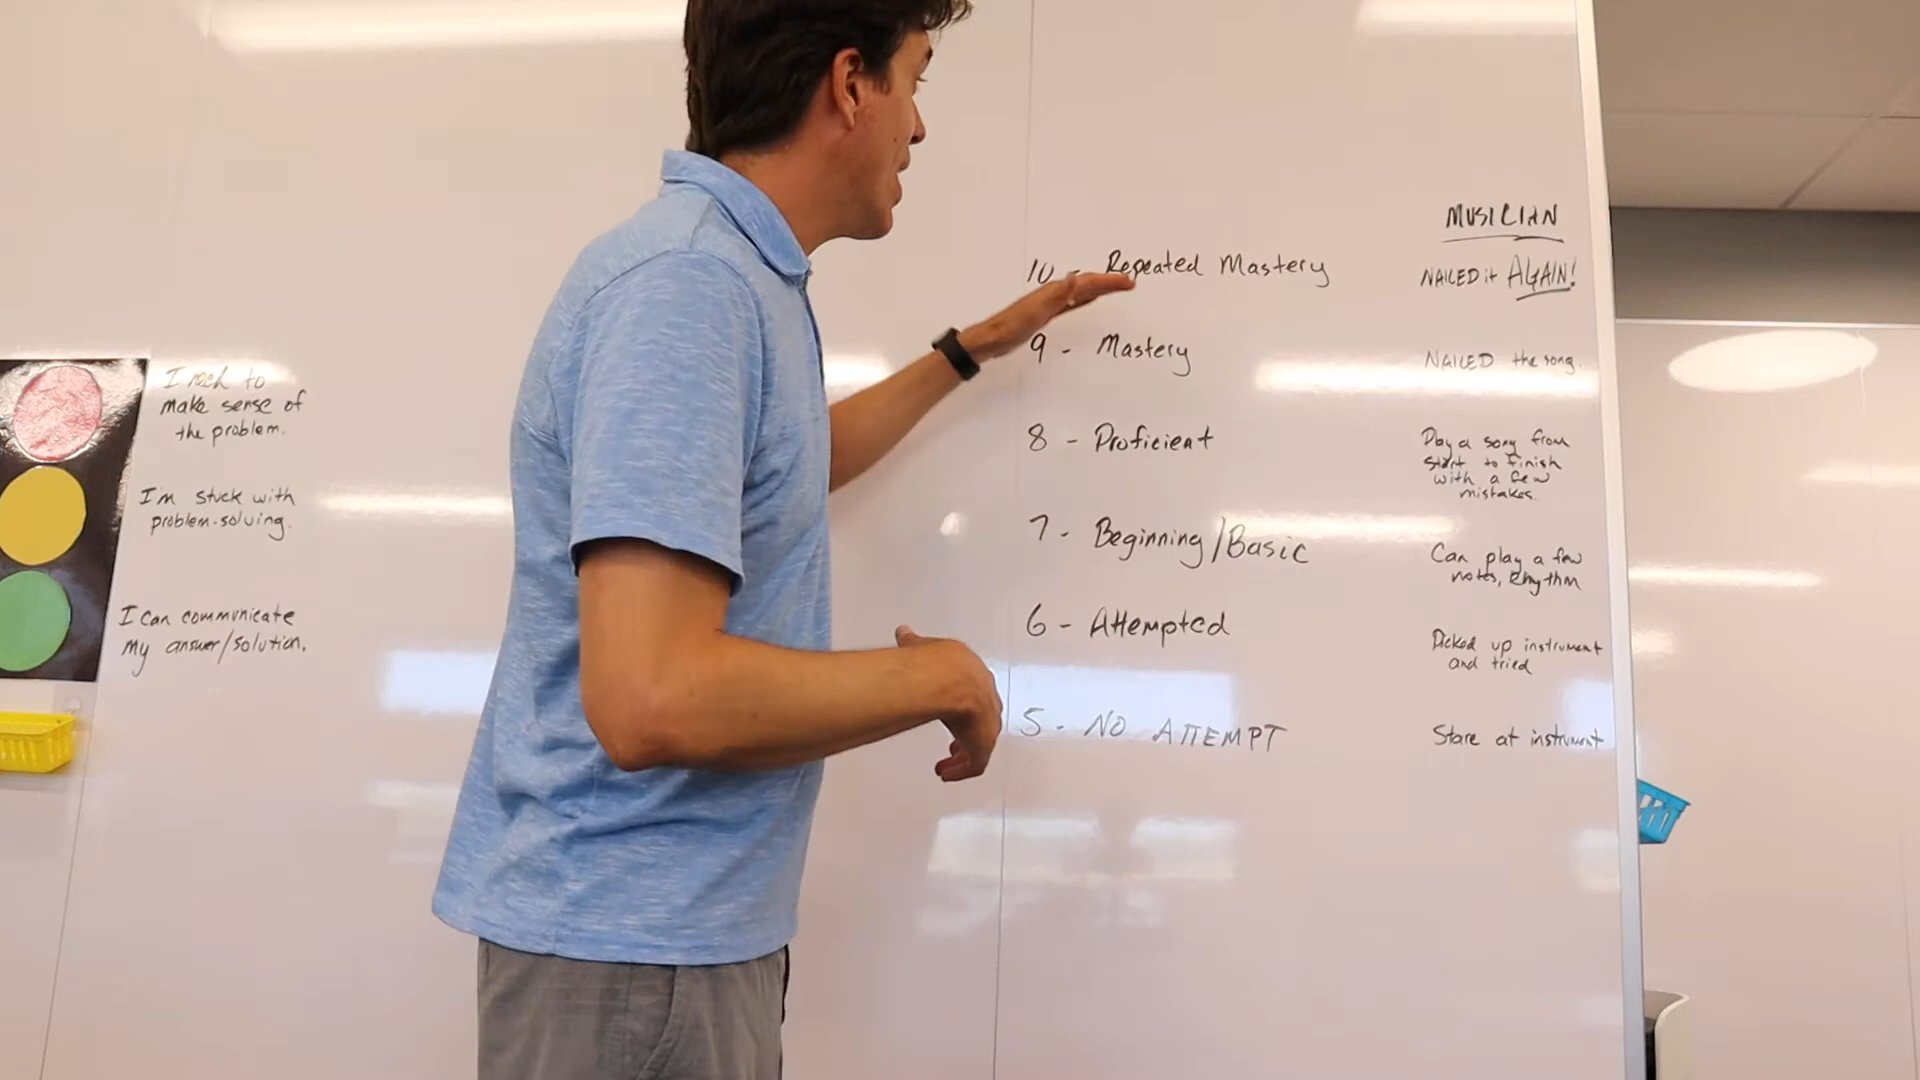 I reach to
make sense of
the problem.
I'm stuck with
problem-solving.
I can communicate
my answer/solution.
MUSICIAN
10 - Repeated Mastery
NAILED it AGAIN!
9 - Mastery
NAILED the song.
8 - Proficient
Play a song from
start to finish
with a few
mistakes.
7 - Beginning/Basic
Can play a few
notes, rhythm
6 - Attempted
Picked up instrument
and tried
5 - NO ATTEMPT
Stare at instrument